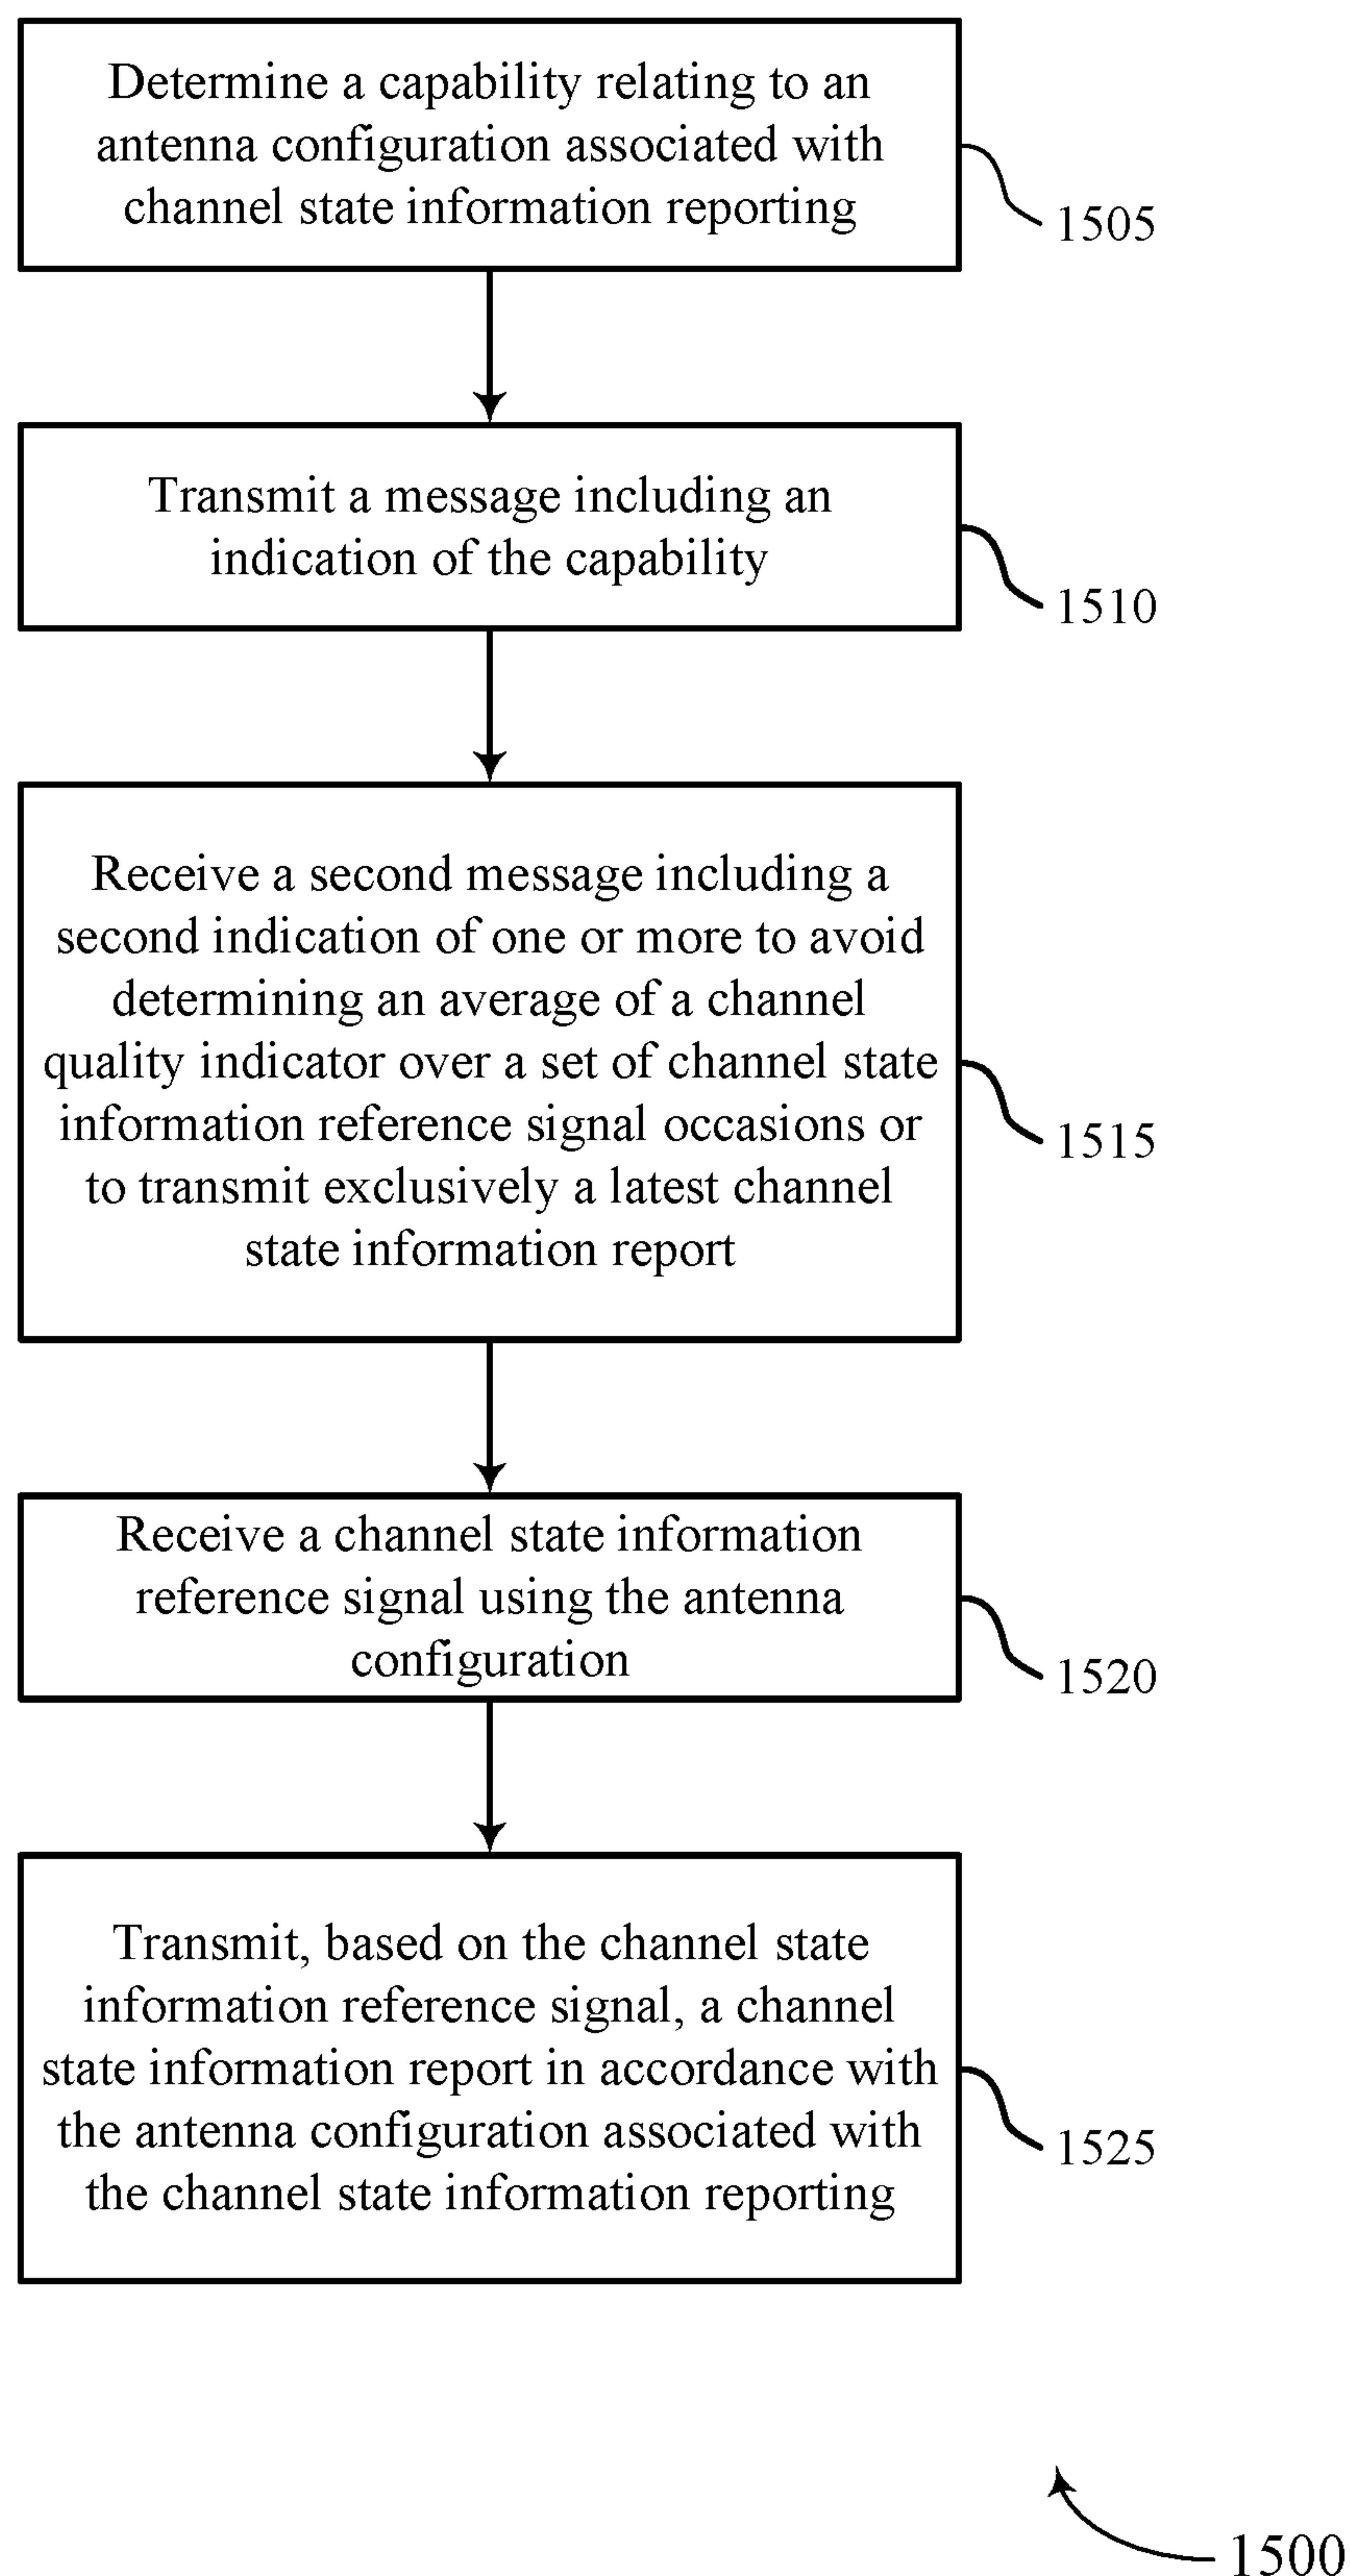 Determine a capability relating to an
antenna configuration associated with
channel state information reporting
1505
Transmit a message including an
indication of the capability
1510
Receive a second message including a
second indication of one or more to avoid
determining an average of a channel
quality indicator over a set of channel state
information reference signal occasions or
to transmit exclusively a latest channel
state information report
1515
Receive a channel state information
reference signal using the antenna
configuration
1520
Transmit, based on the channel state
information reference signal, a channel
state information report in accordance with
the antenna configuration associated with
the channel state information reporting
1525
1500